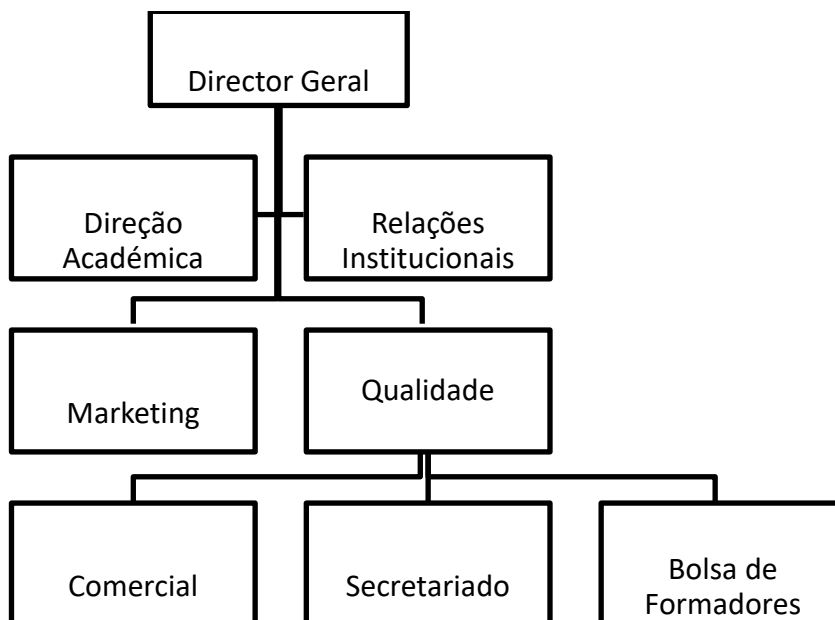 Director Geral
Direção
Académica
Relações
Institucionais
Marketing
Qualidade
Comercial
Secretariado
Bolsa de
Formadores